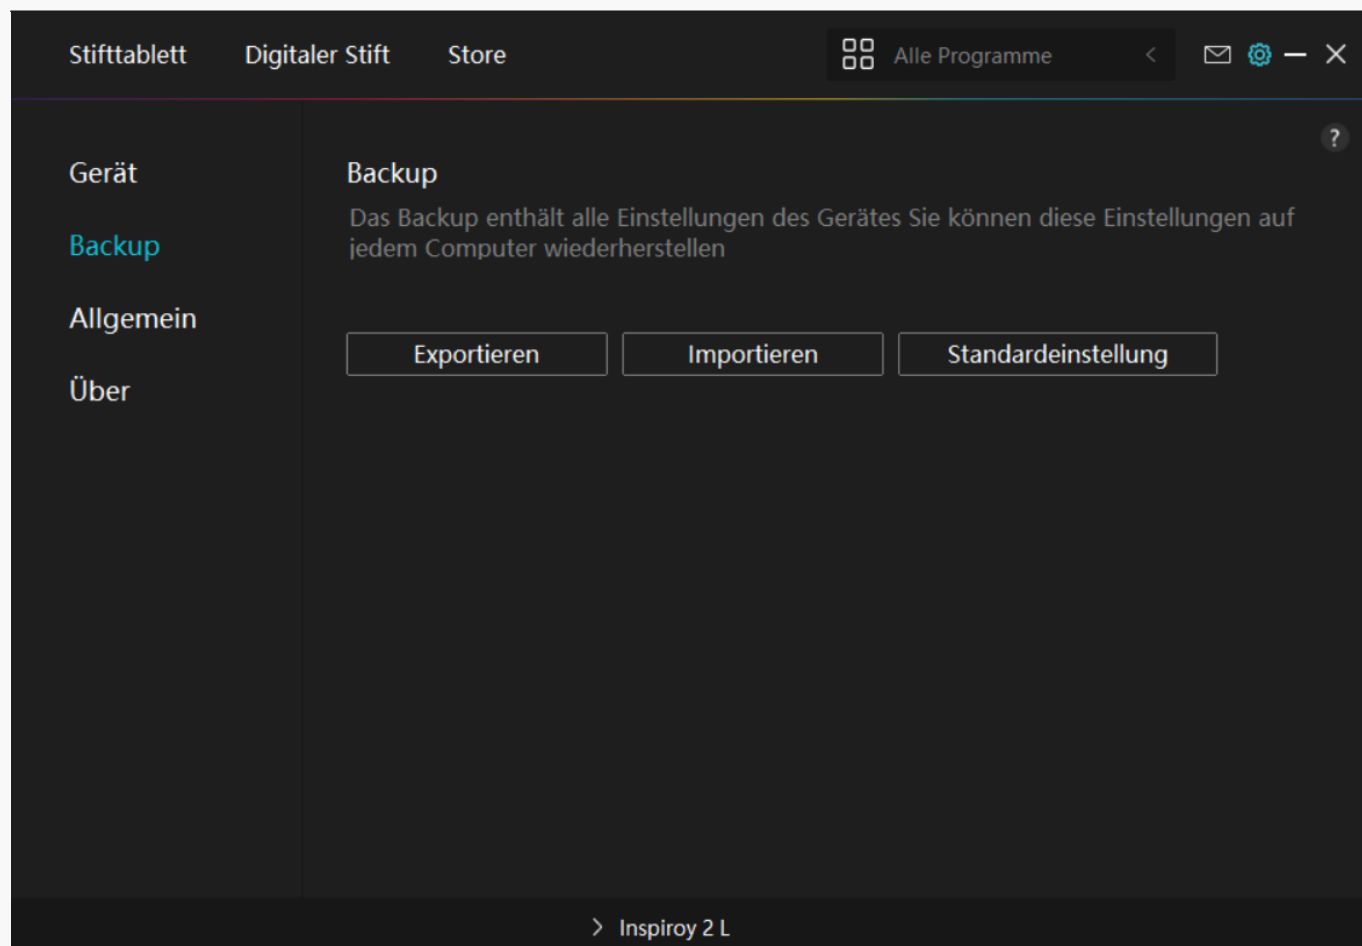 Stifttablett Digitaler Stift Store Alle Programme
?
Gerät
Backup
Allgemein
Über
Backup
Das Backup enthält alle Einstellungen des Gerätes Sie können diese Einstellungen auf
jedem Computer wiederherstellen
Exportieren Importieren Standardeinstellung
Inspiroy 2 L